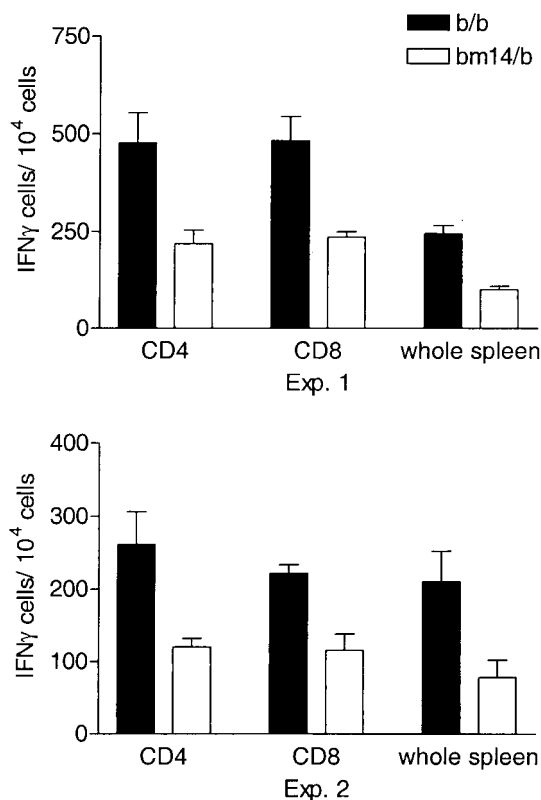 b/b
bm14/b
IFNγ cells/ 10⁴ cells
750
500
250
0
CD4 CD8 whole spleen
Exp. 1
IFNγ cells/ 10⁴ cells
400
300
200
100
0
CD4 CD8 whole spleen
Exp. 2